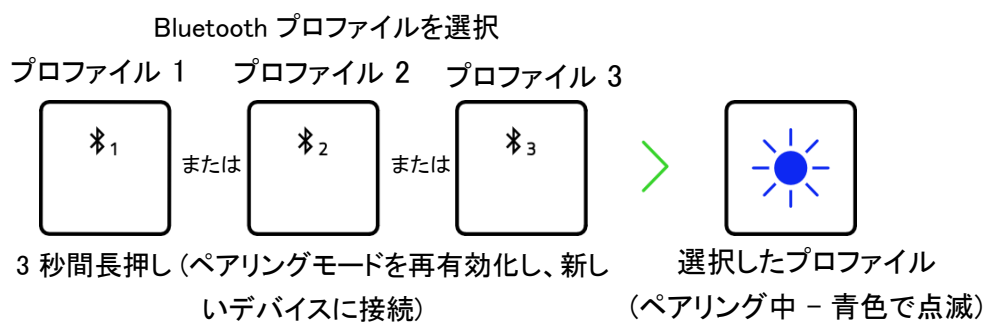 Bluetooth プロファイルを選択
プロファイル 1 プロファイル 2 プロファイル 3
1 または 2 または 3
3 秒間長押し (ペアリングモードを再有効化し、新し
いデバイスに接続)
選択したプロファイル
(ペアリング中 – 青色で点滅)